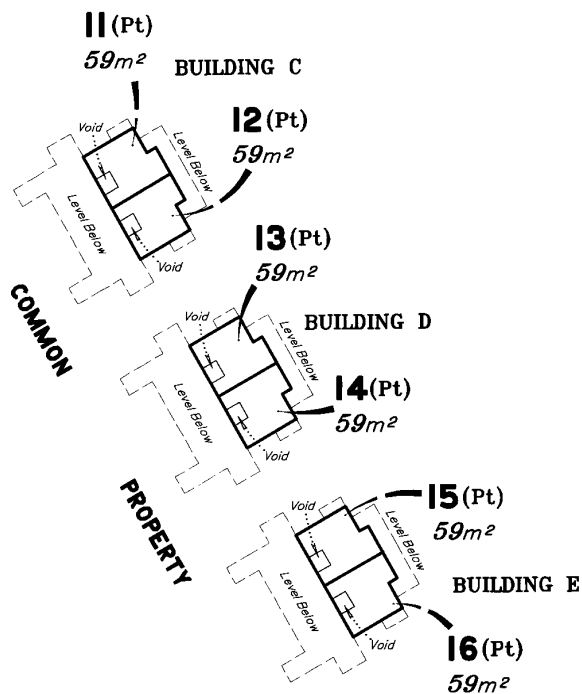 11 (Pt)
59m²
BUILDING C
12 (Pt)
59m²
Void
Level Below
Level Below
Void
13 (Pt)
59m²
COMMON
Void
BUILDING D
Level Below
14 (Pt)
59m²
Level Below
Void
PROPERTY
15 (Pt)
59m²
Void
Level Below
BUILDING E
Level Below
Void
16 (Pt)
59m²